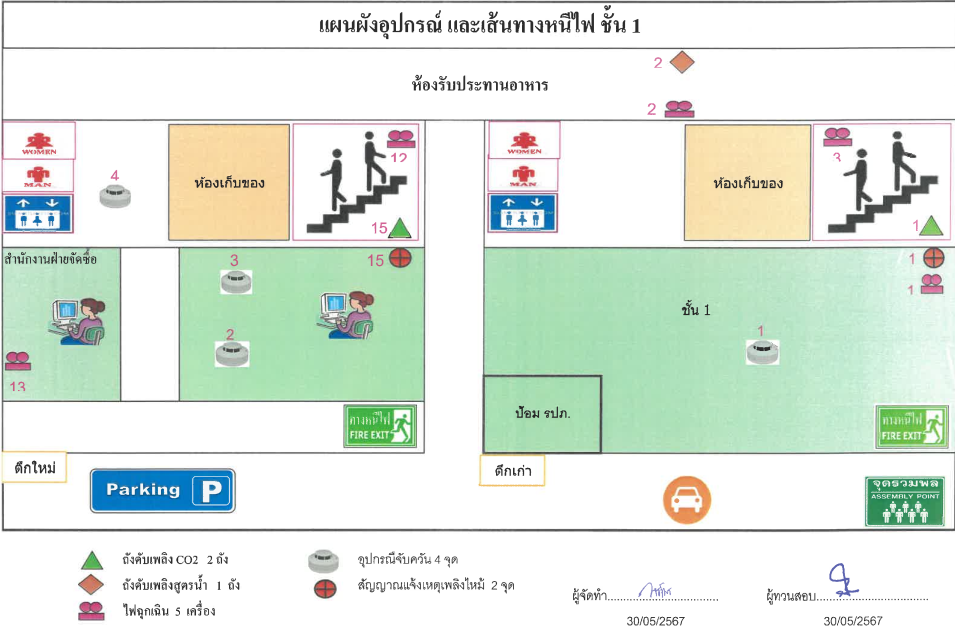 แผนผังอุปกรณ์ และเส้นทางหนีไฟ ชั้น 1
2
ห้องรับประทานอาหาร
2
WOMEN
MAN
4
ห้องเก็บของ
12
15
WOMEN
MAN
ห้องเก็บของ
3
1
สำนักงานฝ่ายจัดซื้อ
3
15
2
13
1
1
ชั้น 1
1
ป้อม รปภ.
ทางหนีไฟ
FIRE EXIT
ทางหนีไฟ
FIRE EXIT
ตึกใหม่
ตึกเก่า
Parking P
จุดรวมพล
ASSEMBLY POINT
ถังดับเพลิง CO2 2 ถัง
อุปกรณ์จับควัน 4 จุด
ถังดับเพลิงสูตรน้ำ 1 ถัง
สัญญาณแจ้งเหตุเพลิงไหม้ 2 จุด
ไฟฉุกเฉิน 5 เครื่อง
ผู้จัดทำ
ผู้ทวนสอบ
30/05/2567
30/05/2567